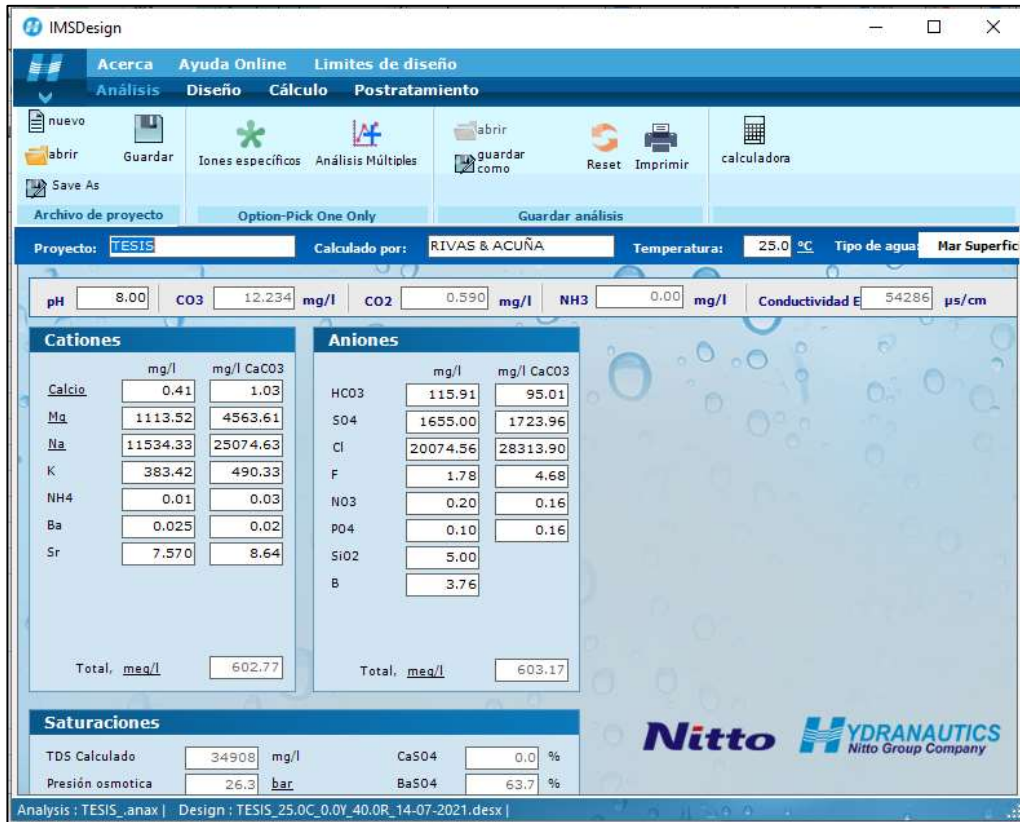 IMSDesign
Acerca Ayuda Online Limites de diseño
Análisis Diseño Cálculo Postratamiento
nuevo
abrir
Save As
Guardar
Archivo de proyecto
Iones específicos Análisis Múltiples
Option-Pick One Only
abrir
guardar como
Reset Imprimir
Guardar análisis
calculadora
Proyecto: TESIS Calculado por: RIVAS & ACUÑA Temperatura: 25.0 ºC Tipo de agua: Mar Superfic
pH 8.00 CO3 12.234 mg/l CO2 0.590 mg/l NH3 0.00 mg/l Conductividad E 54286 µs/cm
Cationes
mg/l mg/l CaCO3
Calcio 0.41 1.03
Mg 1113.52 4563.61
Na 11534.33 25074.63
K 383.42 490.33
NH4 0.01 0.03
Ba 0.025 0.02
Sr 7.570 8.64
Total, meq/l 602.77
Aniones
mg/l mg/l CaCO3
HCO3 115.91 95.01
SO4 1655.00 1723.96
Cl 20074.56 28313.90
F 1.78 4.68
NO3 0.20 0.16
PO4 0.10 0.16
SiO2 5.00
B 3.76
Total, meq/l 603.17
Saturaciones
TDS Calculado 34908 mg/l CaSO4 0.0 %
Presión osmotica 26.3 bar BaSO4 63.7 %
Nitto HYDRANAUTICS
Nitto Group Company
Analysis : TESIS_.anax | Design : TESIS_25.0C_0.0Y_40.0R_14-07-2021.desx |